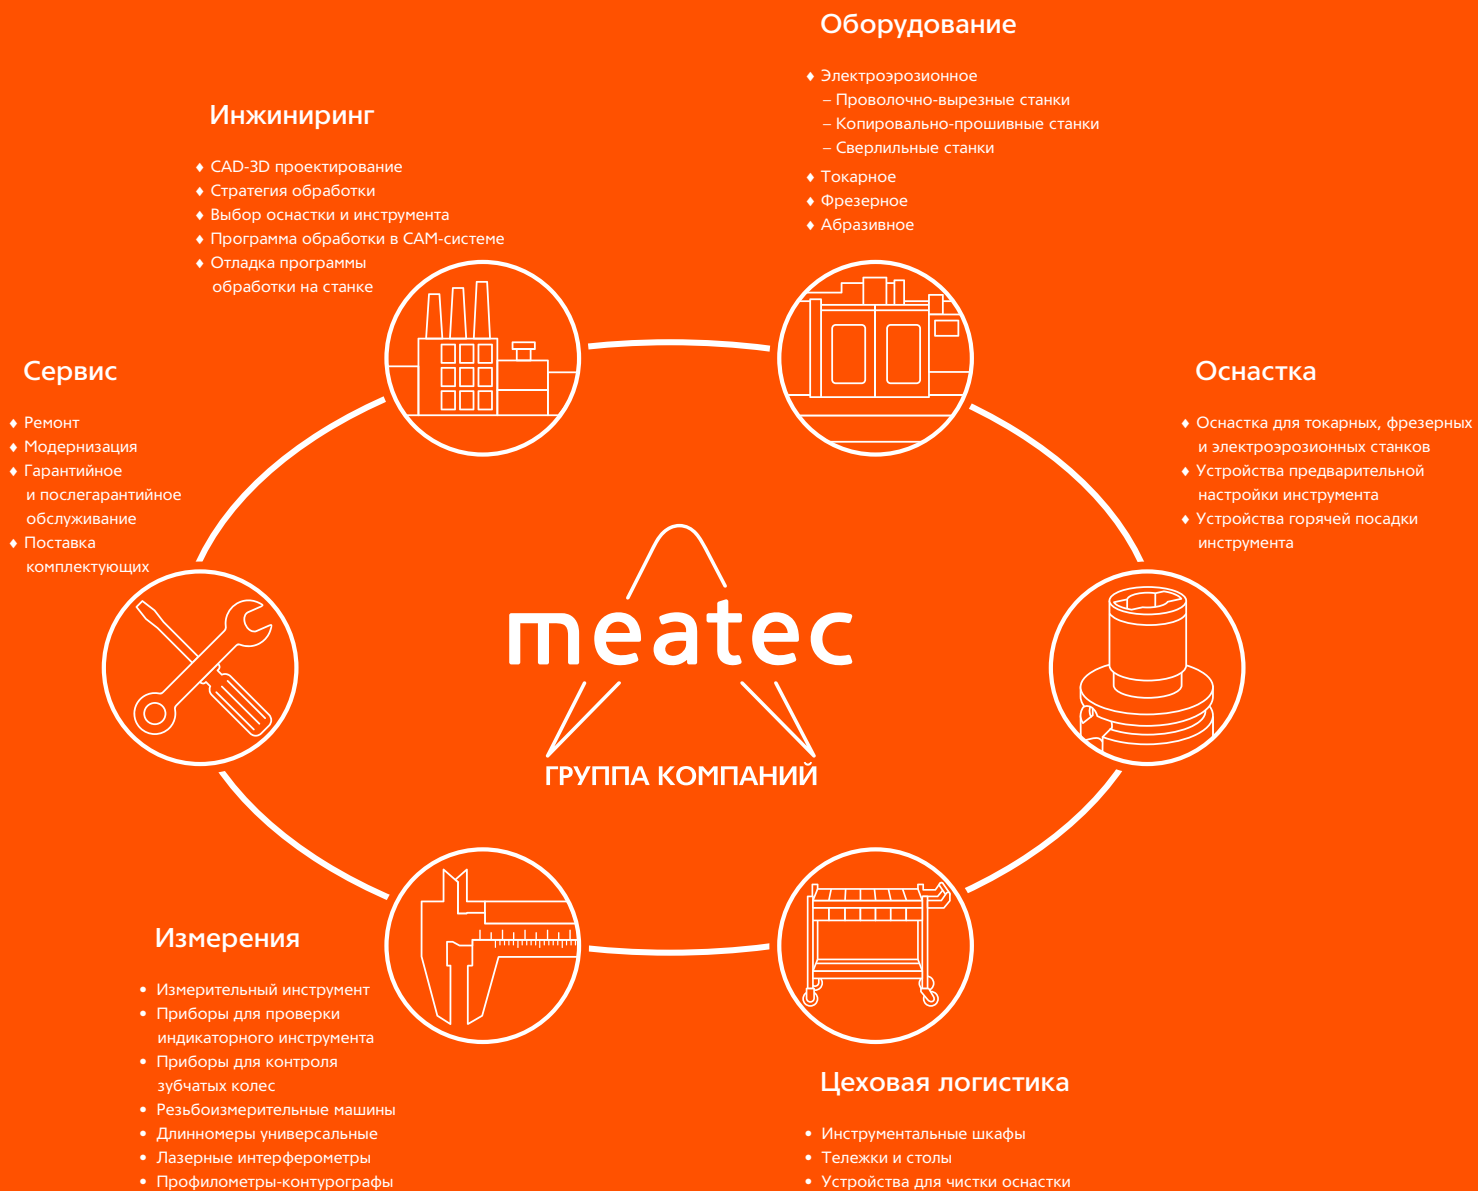 Оборудование
♦ Электроэрозионное
– Проволочно-вырезные станки
– Копировально-прошивные станки
– Сверлильные станки
♦ Токарное
♦ Фрезерное
♦ Абразивное
Инжиниринг
♦ CAD-3D проектирование
♦ Стратегия обработки
♦ Выбор оснастки и инструмента
♦ Программа обработки в САМ-системе
♦ Отладка программы
обработки на станке
Сервис
♦ Ремонт
♦ Модернизация
♦ Гарантийное
и послегарантийное
обслуживание
♦ Поставка
комплектующих
Оснастка
♦ Оснастка для токарных, фрезерных
и электроэрозионных станков
♦ Устройства предварительной
настройки инструмента
♦ Устройства горячей посадки
инструмента
meatec
ГРУППА КОМПАНИЙ
Измерения
• Измерительный инструмент
• Приборы для проверки
индикаторного инструмента
• Приборы для контроля
зубчатых колес
• Резьбоизмерительные машины
• Длинномеры универсальные
• Лазерные интерферометры
• Профилометры-контурографы
Цеховая логистика
• Инструментальные шкафы
• Тележки и столы
• Устройства для чистки оснастки